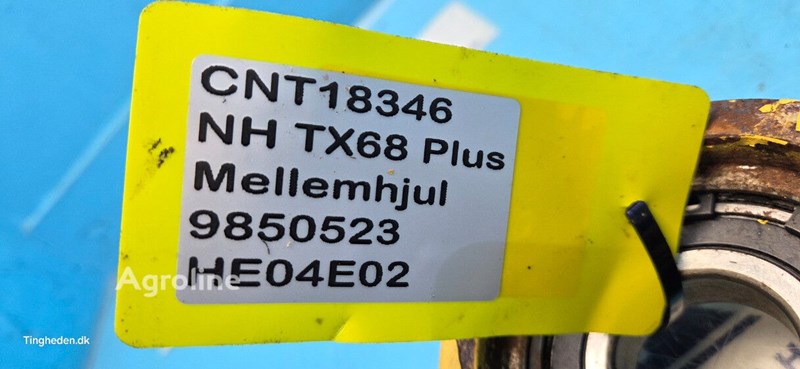 CNT18346
NH TX68 Plus
Mellemhjul
9850523
HE04E02
Agroline
Tingheden.dk